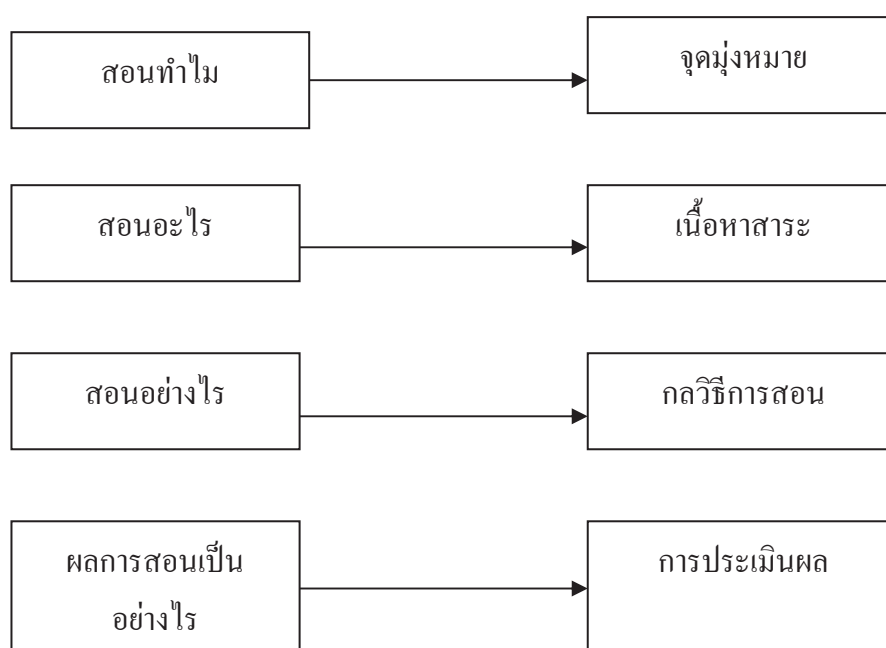 สอนทำไม
จุดมุ่งหมาย
สอนอะไร
เนื้อหาสาระ
สอนอย่างไร
กลวิธีการสอน
ผลการสอนเป็น
อย่างไร
การประเมินผล